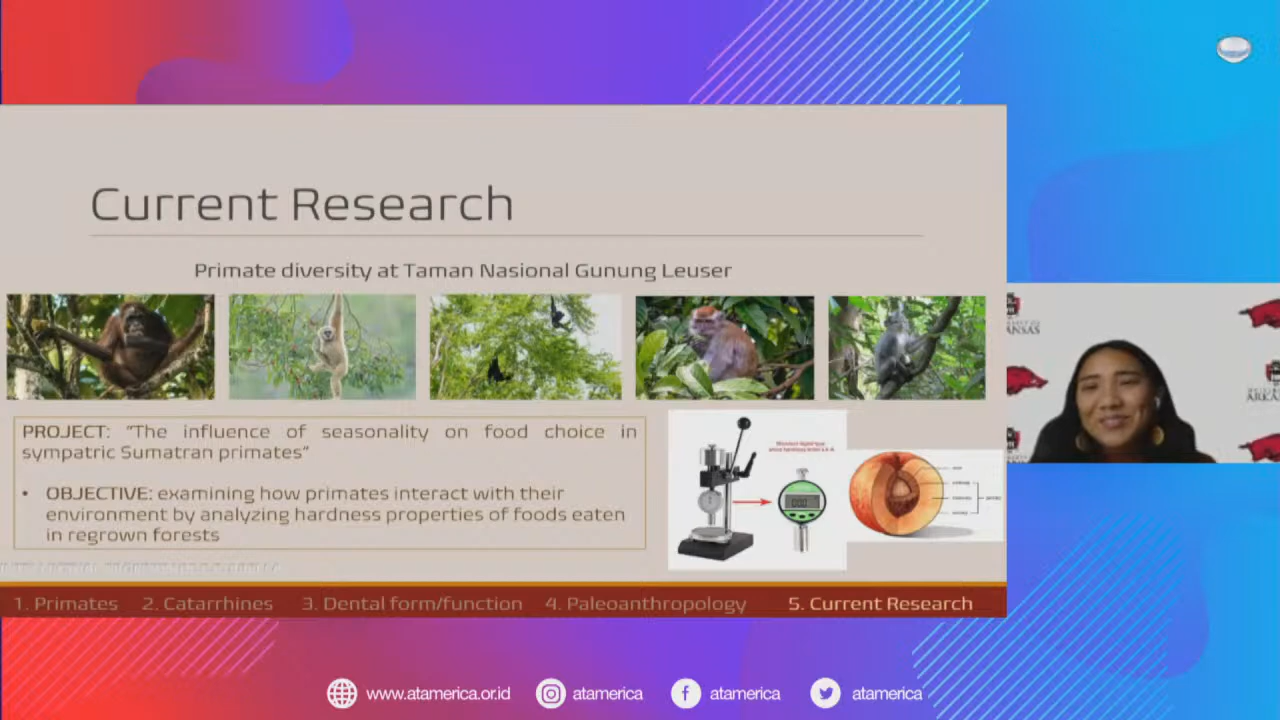 Current Research
Primate diversity at Taman Nasional Gunung Leuser
PROJECT: "The influence of seasonality on food choice in
sympatric Sumatran primates"
• OBJECTIVE: examining how primates interact with their
environment by analyzing hardness properties of foods eaten
in regrown forests
1. Primates 2. Catarrhines 3. Dental form/function 4. Paleoanthropology 5. Current Research
www.atamerica.or.id atamerica atamerica atamerica